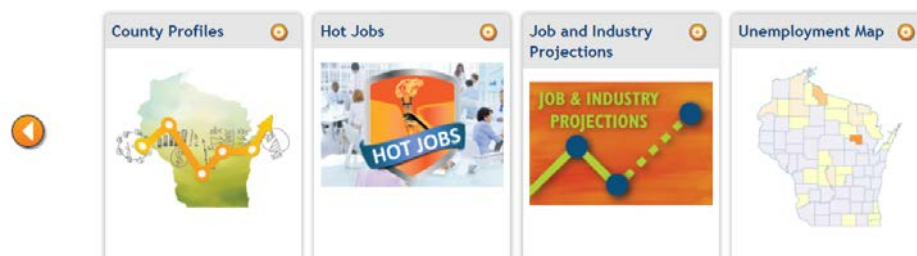 County Profiles
Hot Jobs
Job and Industry
Projections
Unemployment Map
HOT JOBS
JOB & INDUSTRY
PROJECTIONS